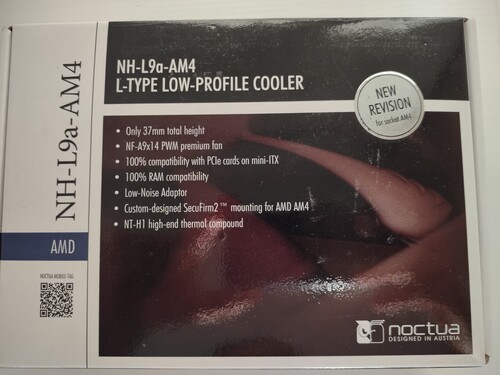 NH-L9a-AM4
L-TYPE LOW-PROFILE COOLER
NEW
REVISION
for socket AM4
• Only 37mm total height
• NF-A9x14 PWM premium fan
• 100% compatibility with PCIe cards on mini-ITX
• 100% RAM compatibility
• Low-Noise Adaptor
• Custom-designed SecuFirm2™ mounting for AMD AM4
• NT-H1 high-end thermal compound
NH-L9a-AM4
AMD
NOCTUA MOBILE-TAG
noctua
DESIGNED IN AUSTRIA